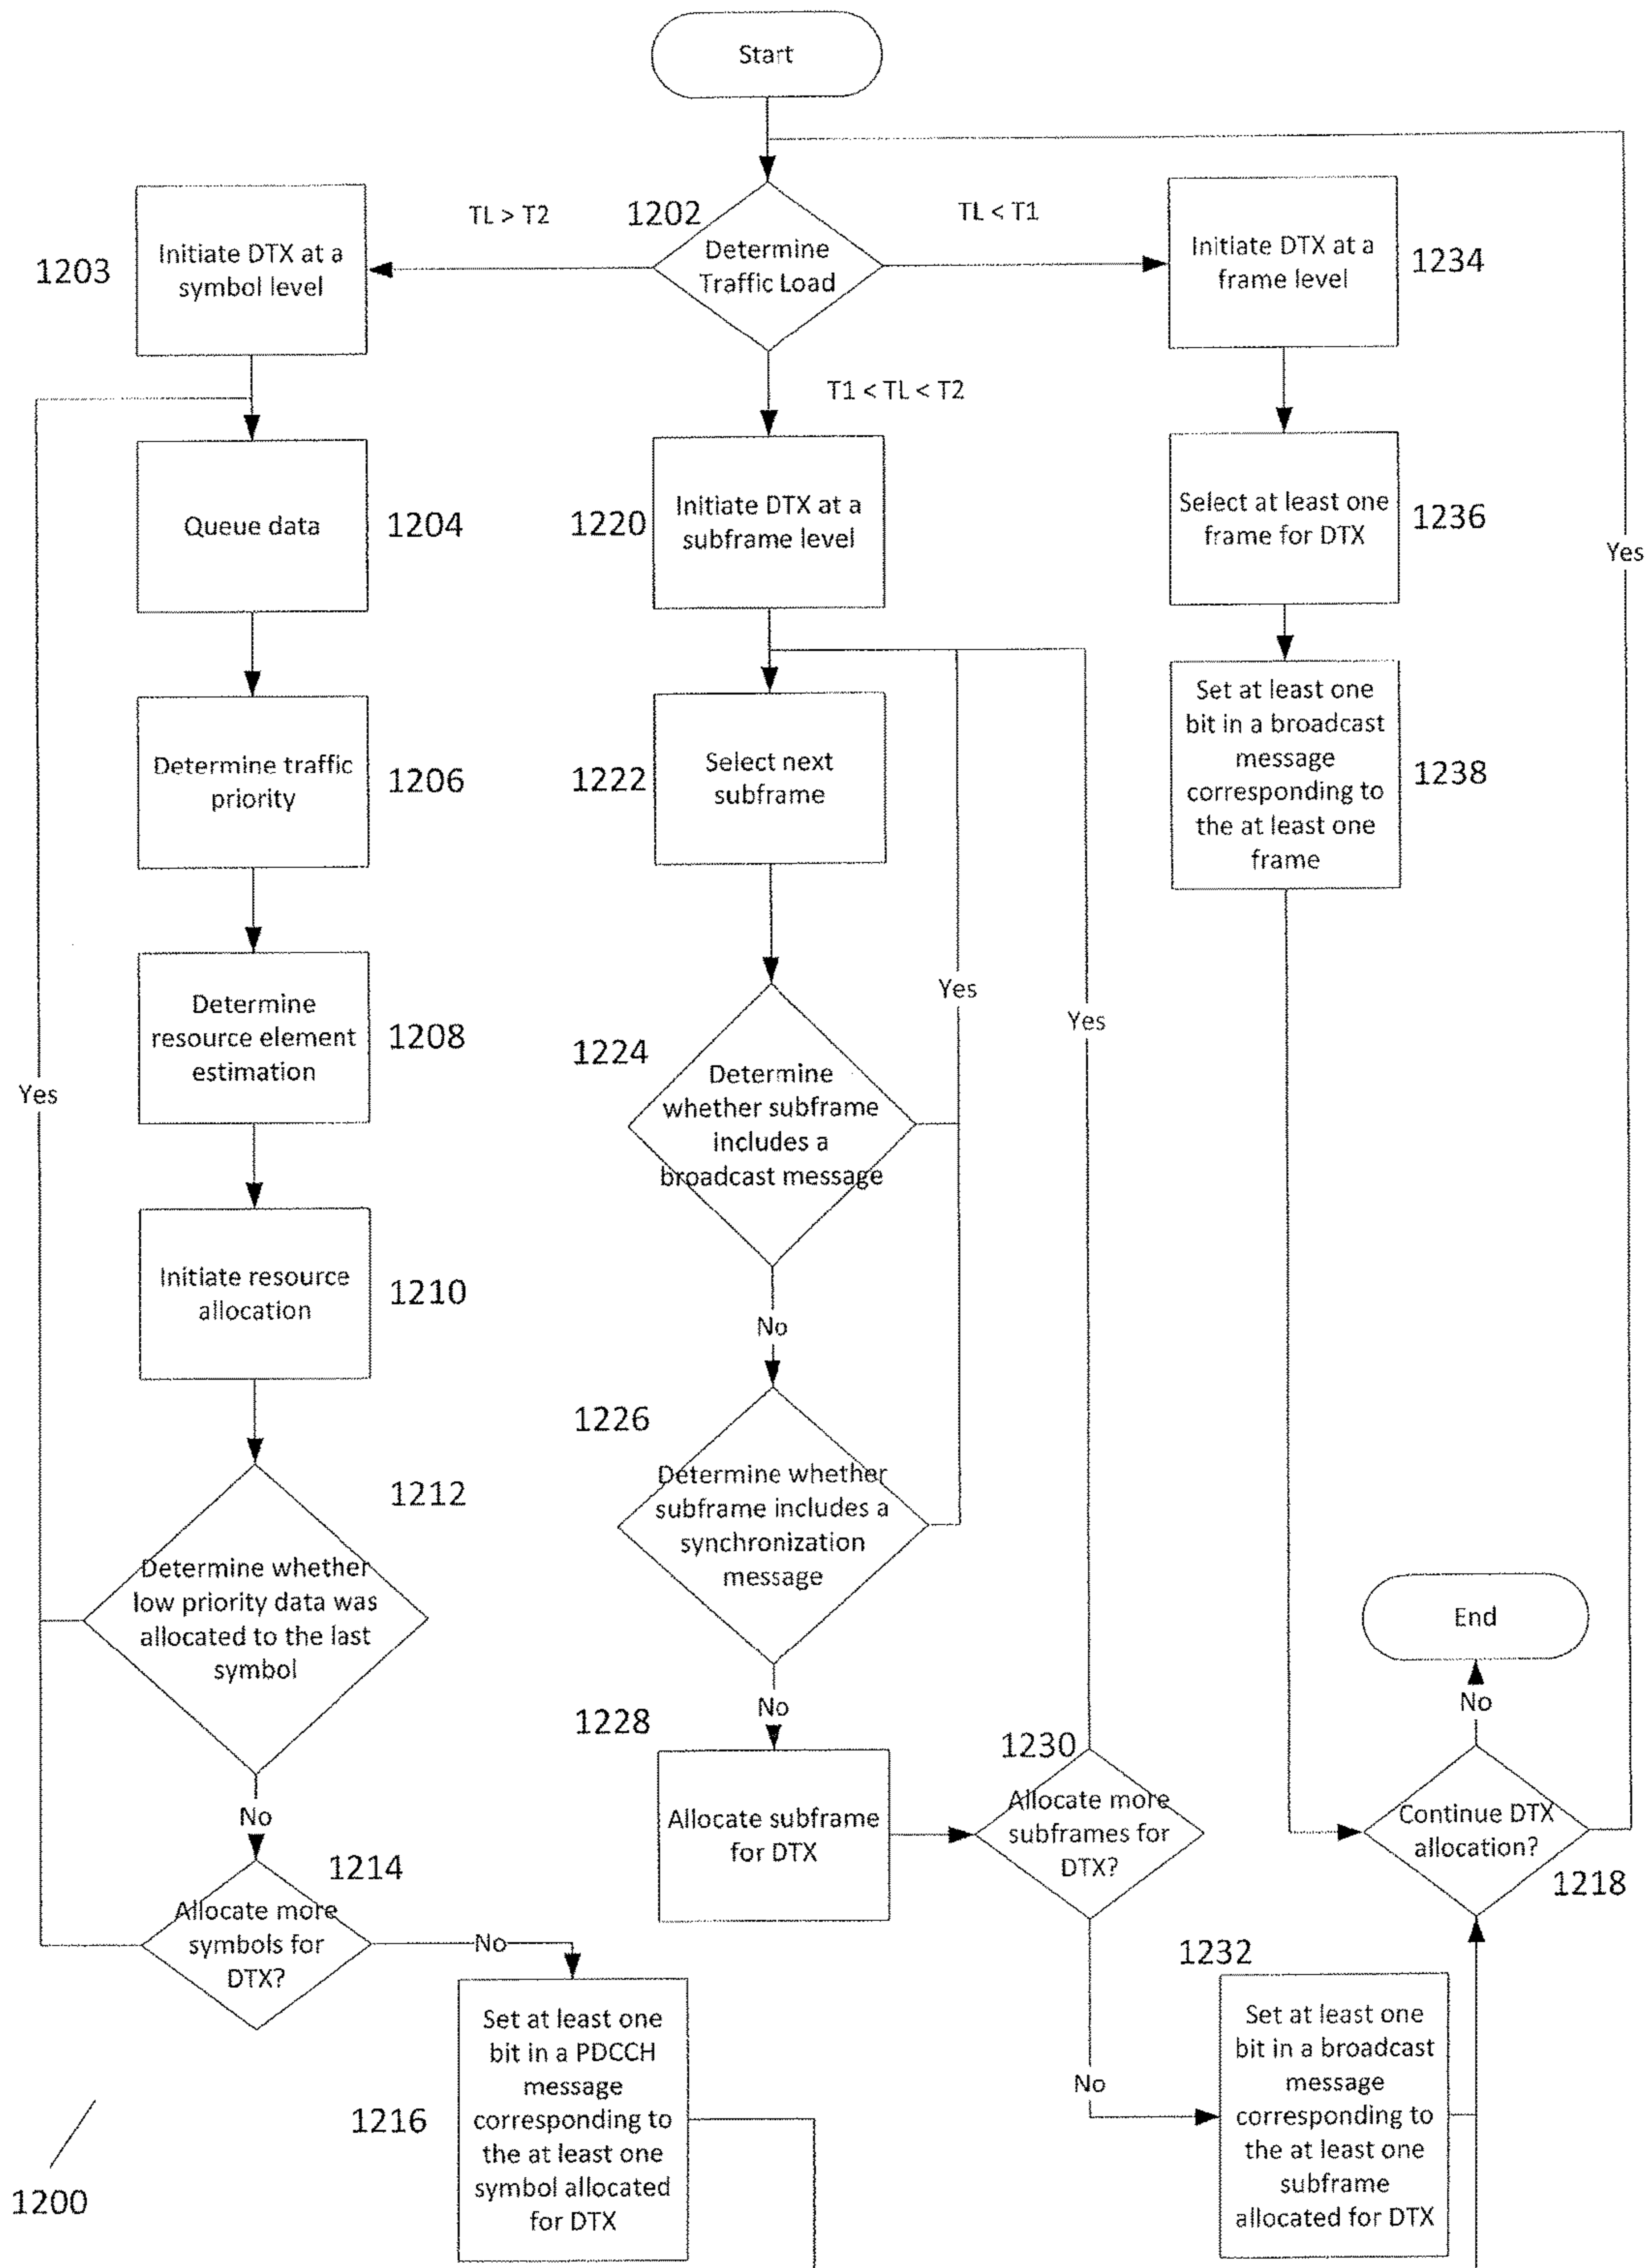 Start
TL > T2
1202
TL < T1
Determine
Traffic Load
1203
Initiate DTX at a
symbol level
Initiate DTX at a
frame level
1234
T1 < TL < T2
Queue data
1204
1220
Initiate DTX at a
subframe level
Select at least one
frame for DTX
1236
Yes
Determine traffic
priority
1206
1222
Select next
subframe
Set at least one
bit in a broadcast
message
corresponding to
the at least one
frame
1238
Determine
resource element
estimation
1208
Yes
1224
Determine
whether subframe
includes a
broadcast message
Yes
Yes
Initiate resource
allocation
1210
No
1226
Determine whether
subframe includes a
synchronization
message
1212
Determine whether
low priority data was
allocated to the last
symbol
No
End
No
No
1228
Allocate subframe
for DTX
1230
Allocate more
subframes for
DTX?
Continue DTX
allocation?
1218
1214
Allocate more
symbols for
DTX?
No
1216
Set at least one
bit in a PDCCH
message
corresponding to
the at least one
symbol allocated
for DTX
No
1232
Set at least one
bit in a broadcast
message
corresponding to
the at least one
subframe
allocated for DTX
1200